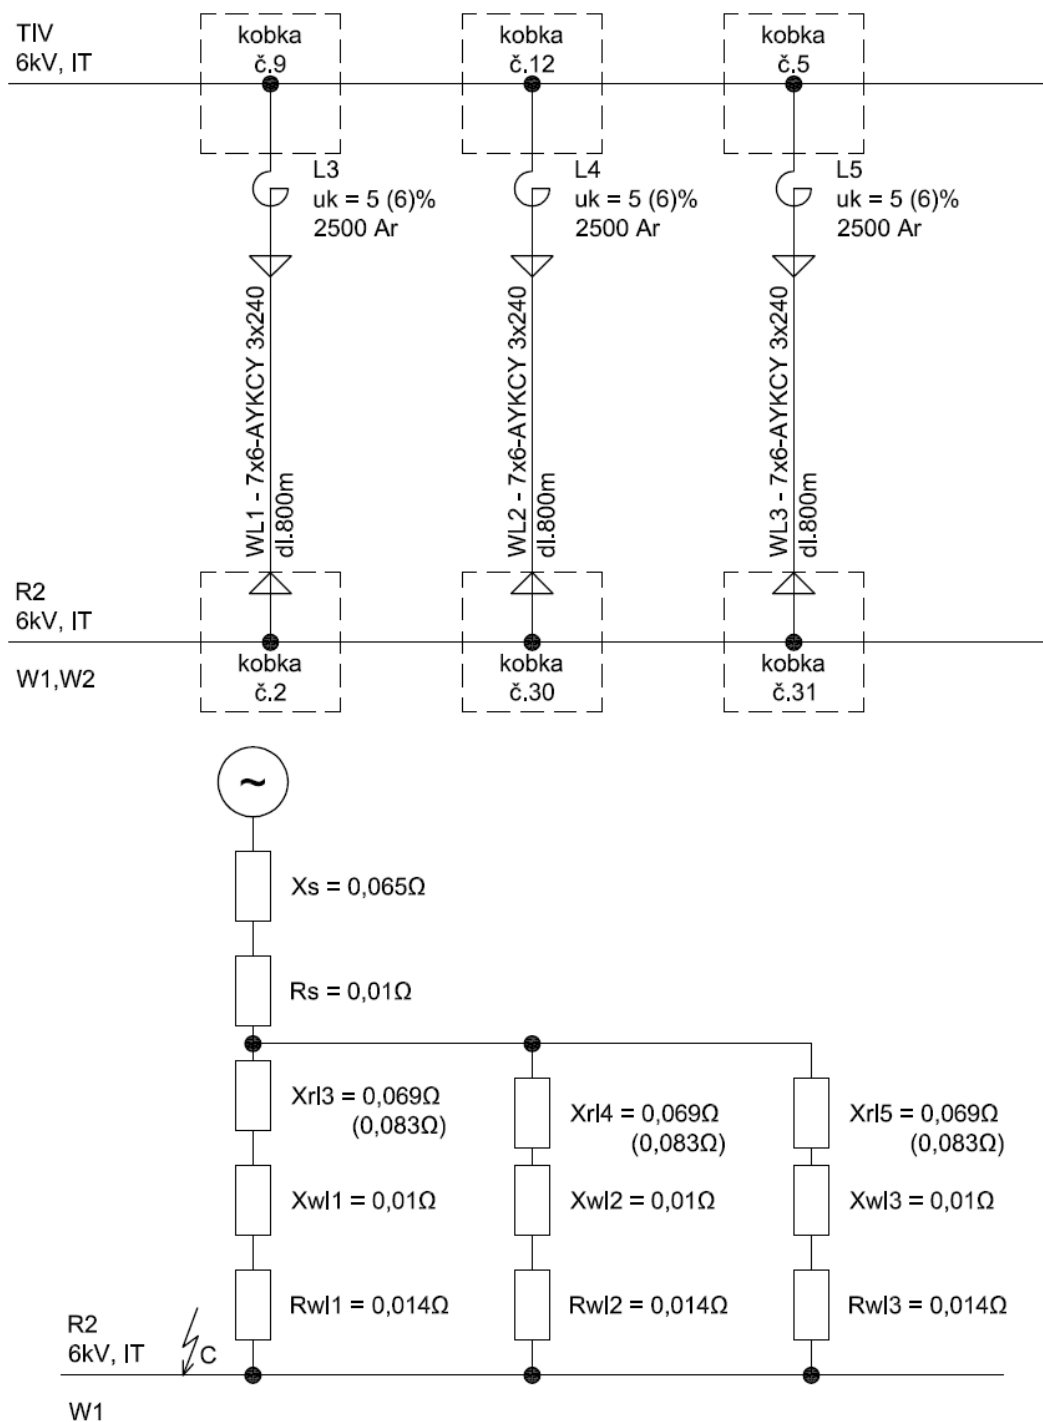 TIV
6kV, IT
kobka
č.9
kobka
č.12
kobka
č.5
L3
uk = 5 (6)%
2500 Ar
L4
uk = 5 (6)%
2500 Ar
L5
uk = 5 (6)%
2500 Ar
WL1 - 7x6-AYKCY 3x240
dl.800m
WL2 - 7x6-AYKCY 3x240
dl.800m
WL3 - 7x6-AYKCY 3x240
dl.800m
R2
6kV, IT
W1,W2
kobka
č.2
kobka
č.30
kobka
č.31
~
Xs = 0,065Ω
Rs = 0,01Ω
Xrl3 = 0,069Ω
(0,083Ω)
Xrl4 = 0,069Ω
(0,083Ω)
Xrl5 = 0,069Ω
(0,083Ω)
Xwl1 = 0,01Ω
Xwl2 = 0,01Ω
Xwl3 = 0,01Ω
Rwl1 = 0,014Ω
Rwl2 = 0,014Ω
Rwl3 = 0,014Ω
R2
6kV, IT
C
W1